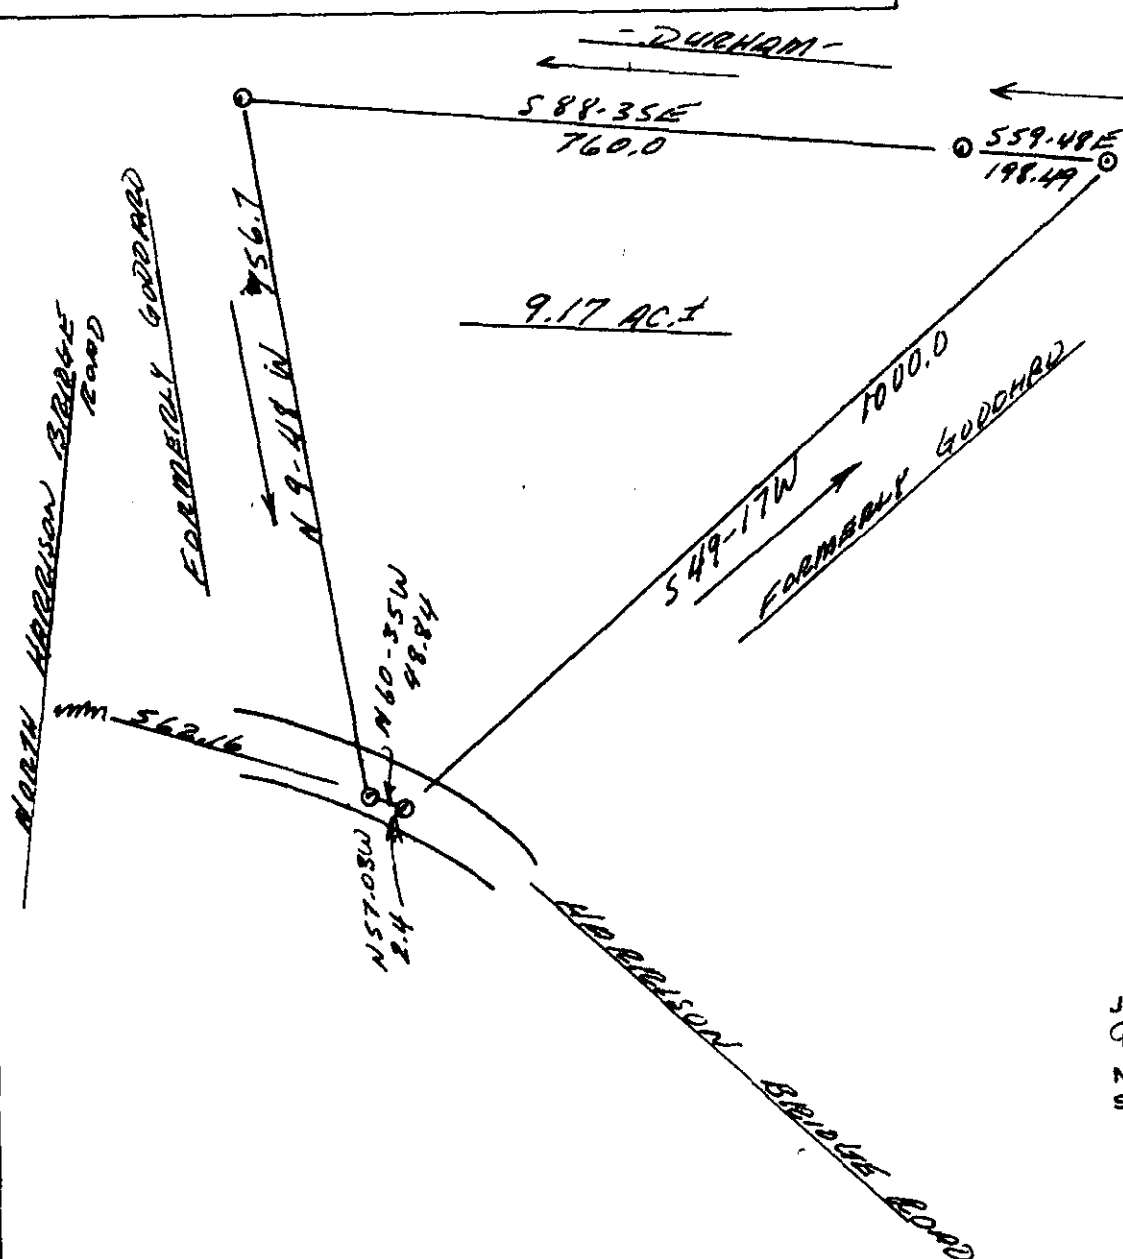 - DURHAM -
S 88-35E
760.0
S59-48E
198.49
N 9-48 W 756.7
9.17 AC.±
FORMERLY GODDARD
NORTH HARRISON BRIDGE
ROAD
1000.0
S 49-17W
FORMERLY GODDARD
N60-35W
48.84
562.16
N57-03W
2.4
HARRISON BRIDGE ROAD